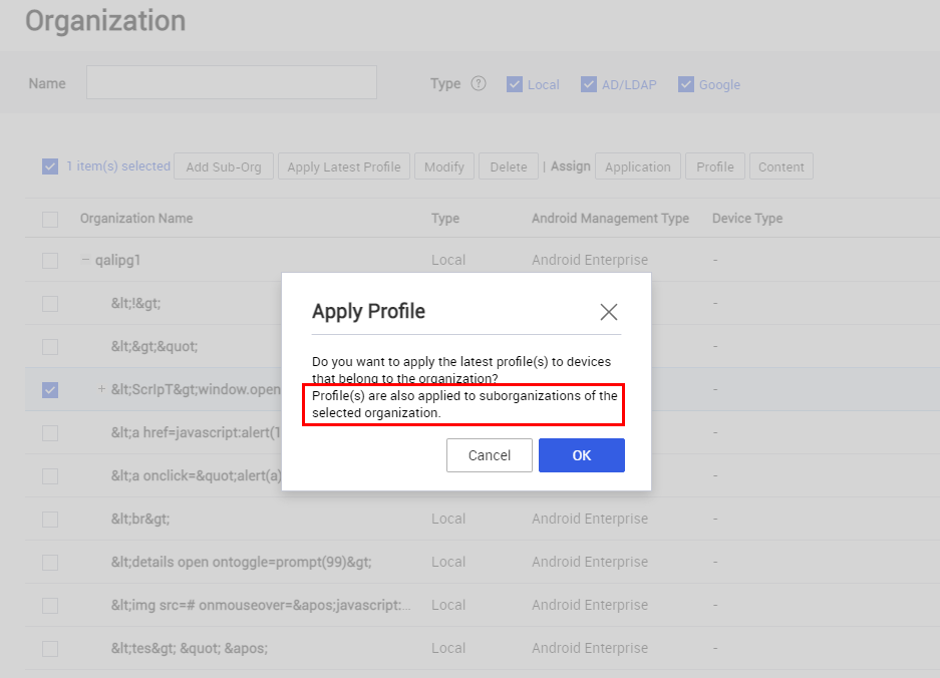 Organization
Name Type ? Local AD/LDAP Google
1 item(s) selected Add Sub-Org Apply Latest Profile Modify Delete | Assign Application Profile Content
Organization Name Type Android Management Type Device Type
− qalipg1 Local Android Enterprise -
&lt;!&gt; -
&lt;&gt;&quot; -
+ &lt;ScrIpT&gt;window.open -
&lt;a href=javascript:alert(1 -
&lt;a onclick=&quot;alert(a) -
&lt;br&gt; Local Android Enterprise -
&lt;details open ontoggle=prompt(99)&gt; Local Android Enterprise -
&lt;img src=# onmouseover=&apos;javascript:... Local Android Enterprise -
&lt;tes&gt; &quot; &apos; Local Android Enterprise -
Apply Profile
Do you want to apply the latest profile(s) to devices
that belong to the organization?
Profile(s) are also applied to suborganizations of the
selected organization.
Cancel OK